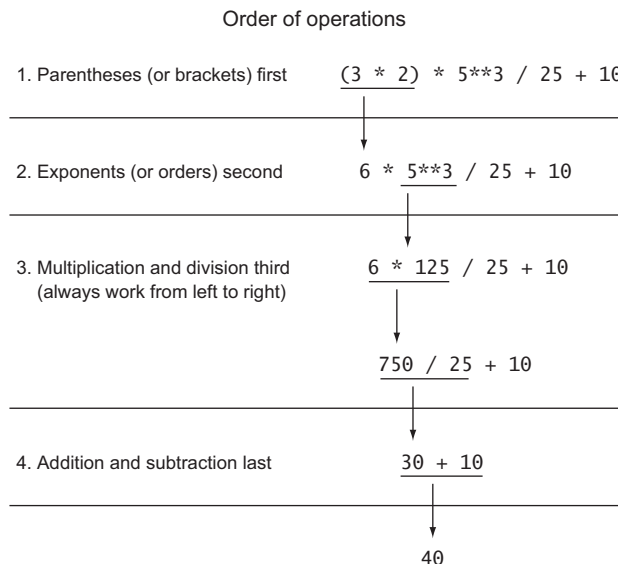 Order of operations
1. Parentheses (or brackets) first (3 * 2) * 5**3 / 25 + 10
2. Exponents (or orders) second 6 * 5**3 / 25 + 10
3. Multiplication and division third 6 * 125 / 25 + 10
(always work from left to right)
750 / 25 + 10
4. Addition and subtraction last 30 + 10
40